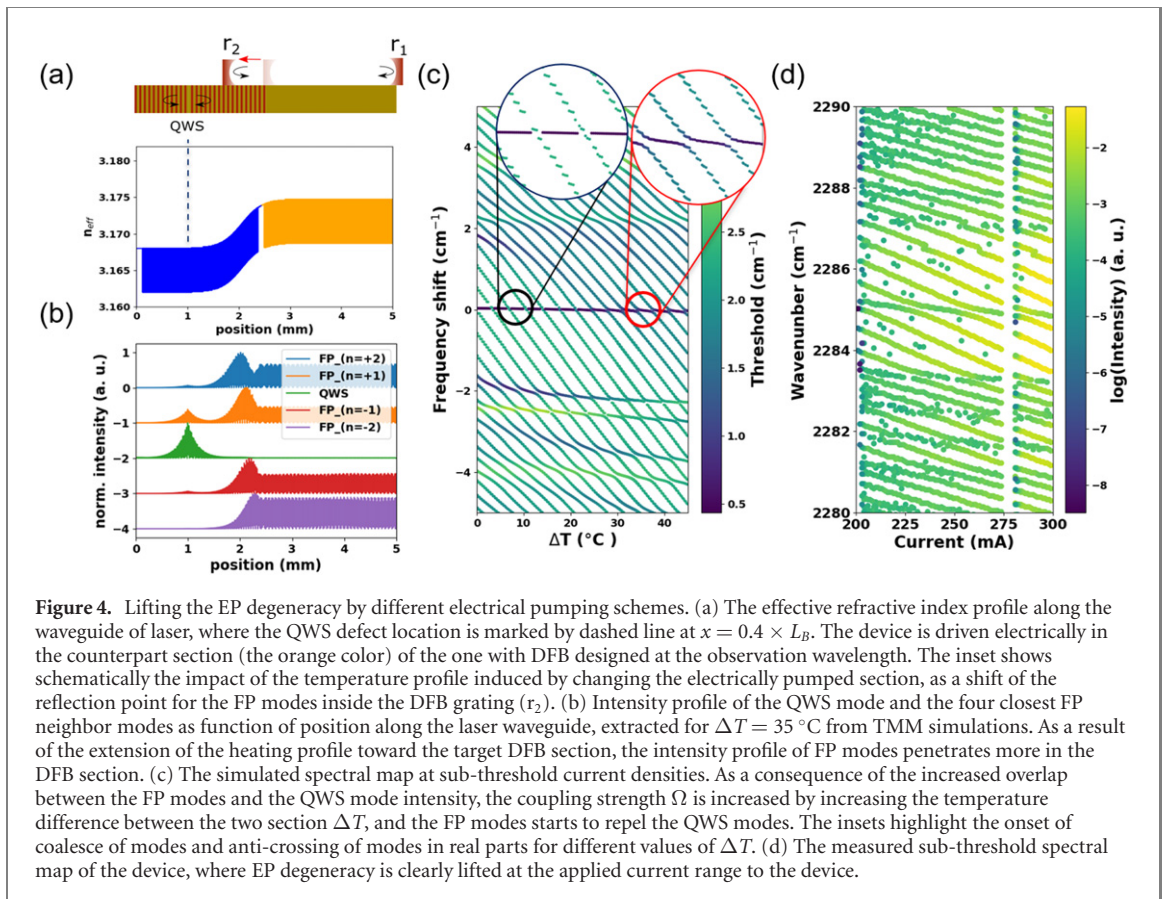 (a)
r2
r1
QWS
3.180
3.175
3.170
3.165
3.160
neff
0
1
2
3
4
5
position (mm)
(b)
1
0
−1
−2
−3
−4
norm. intensity (a. u.)
FP_(n=+2)
FP_(n=+1)
QWS
FP_(n=-1)
FP_(n=-2)
0
1
2
3
4
5
position (mm)
(c)
4
2
0
−2
−4
Frequency shift (cm⁻¹)
0
10
20
30
40
ΔT (°C)
2.5
2.0
1.5
1.0
0.5
Threshold (cm⁻¹)
(d)
2290
2288
2286
2284
2282
2280
Wavenunber (cm⁻¹)
200
225
250
275
300
Current (mA)
−2
−3
−4
−5
−6
−7
−8
log(Intensity) (a. u.)
Figure 4. Lifting the EP degeneracy by different electrical pumping schemes. (a) The effective refractive index profile along the
waveguide of laser, where the QWS defect location is marked by dashed line at x = 0.4 × LB. The device is driven electrically in
the counterpart section (the orange color) of the one with DFB designed at the observation wavelength. The inset shows
schematically the impact of the temperature profile induced by changing the electrically pumped section, as a shift of the
reflection point for the FP modes inside the DFB grating (r2). (b) Intensity profile of the QWS mode and the four closest FP
neighbor modes as function of position along the laser waveguide, extracted for ΔT = 35 °C from TMM simulations. As a result
of the extension of the heating profile toward the target DFB section, the intensity profile of FP modes penetrates more in the
DFB section. (c) The simulated spectral map at sub-threshold current densities. As a consequence of the increased overlap
between the FP modes and the QWS mode intensity, the coupling strength Ω is increased by increasing the temperature
difference between the two section ΔT, and the FP modes starts to repel the QWS modes. The insets highlight the onset of
coalesce of modes and anti-crossing of modes in real parts for different values of ΔT. (d) The measured sub-threshold spectral
map of the device, where EP degeneracy is clearly lifted at the applied current range to the device.